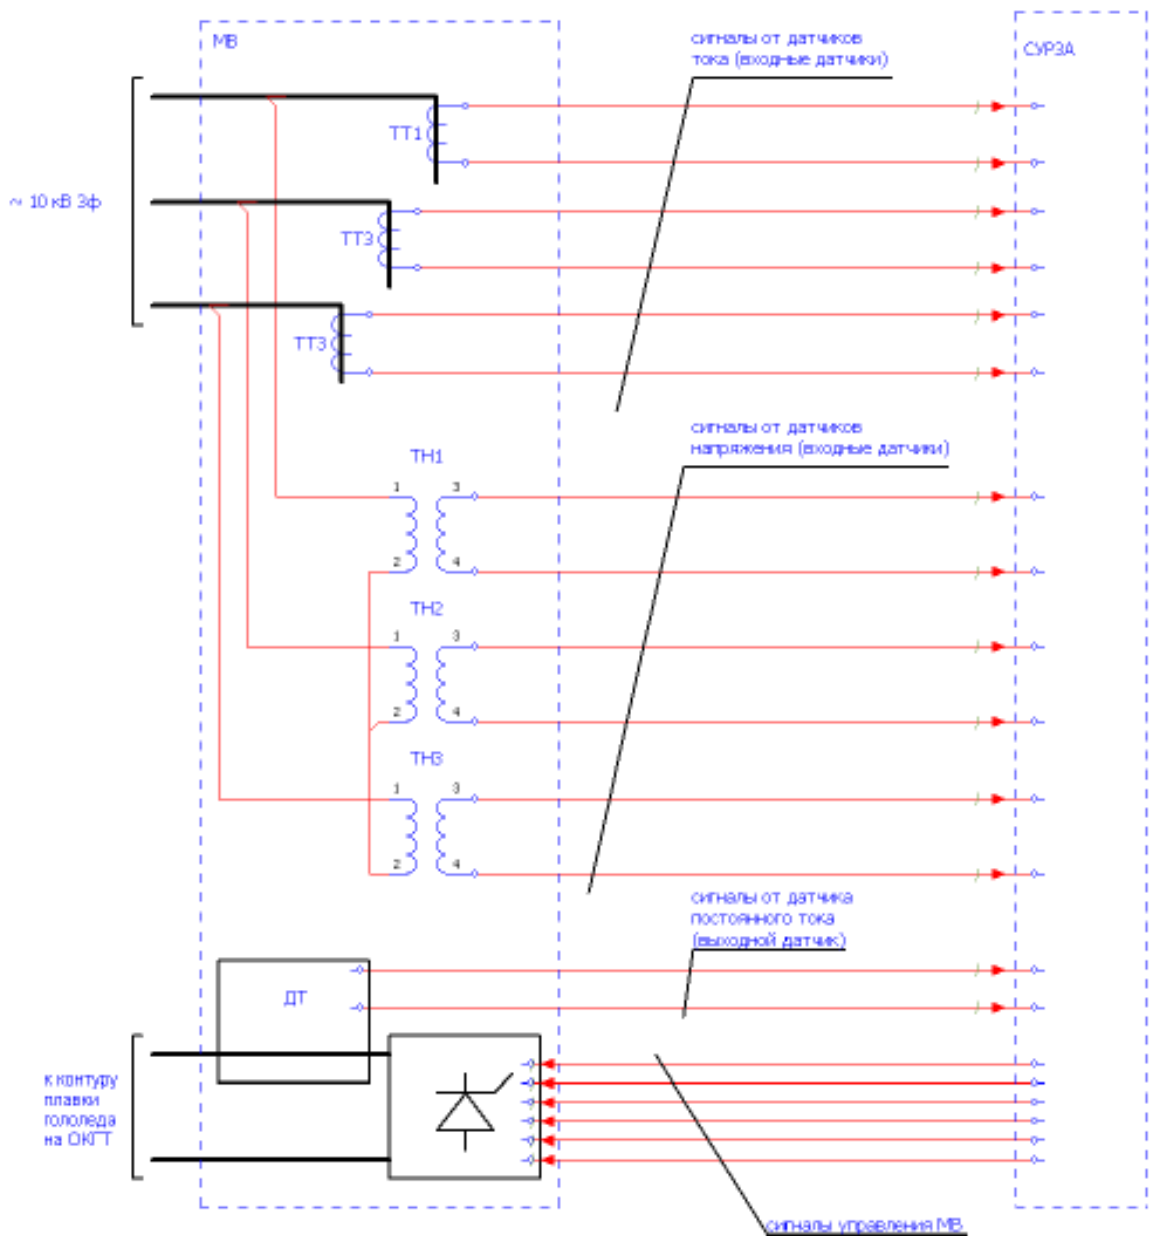 МВ
сигналы от датчиков
тока (входные датчики)
СУРЗА
ТТ1
~ 10 кВ 3ф
ТТ3
ТТ3
сигналы от датчиков
напряжения (входные датчики)
ТН1
1
3
2
4
ТН2
1
3
2
4
ТН3
1
3
2
4
сигналы от датчика
постоянного тока
(выходной датчик)
ДТ
к контуру
плавки
гололеда
на ОКГТ
сигналы управления МВ